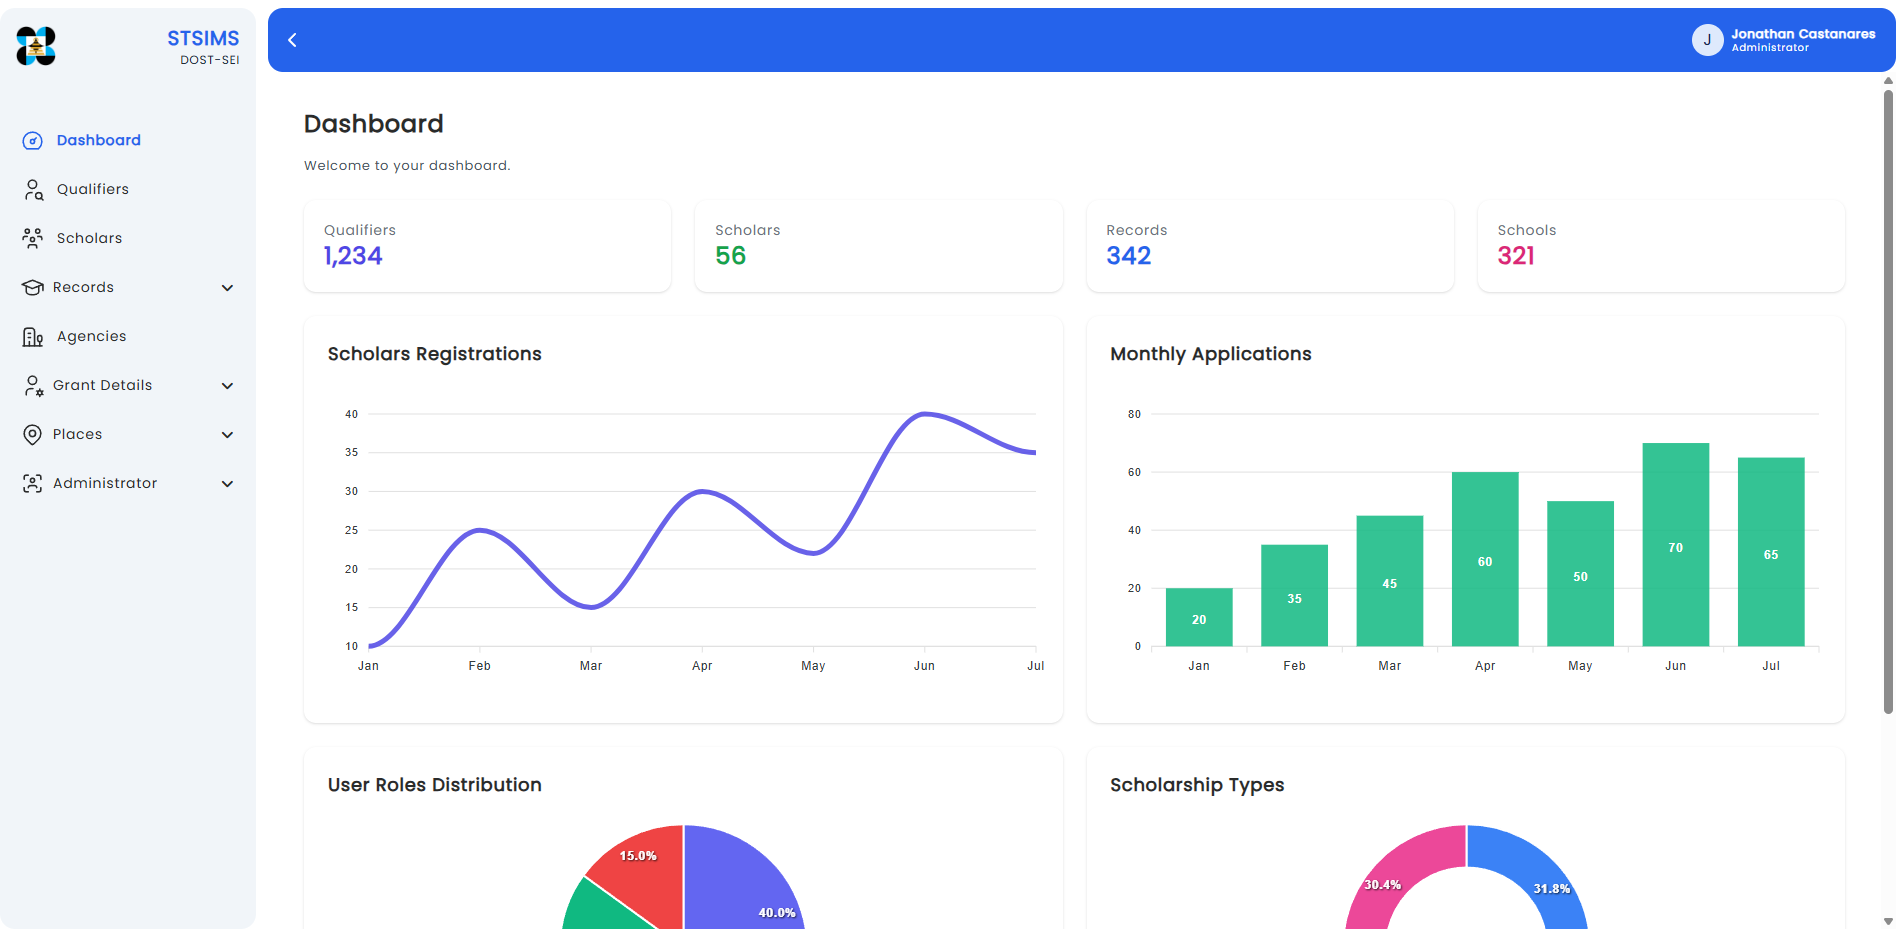 STSIMS
DOST-SEI
Dashboard
Qualifiers
Scholars
Records
Agencies
Grant Details
Places
Administrator
J
Jonathan Castanares
Administrator
Dashboard
Welcome to your dashboard.
Qualifiers
1,234
Scholars
56
Records
342
Schools
321
Scholars Registrations
40
35
30
25
20
15
10
Jan Feb Mar Apr May Jun Jul
Monthly Applications
80
60
40
20
0
20 35 45 60 50 70 65
Jan Feb Mar Apr May Jun Jul
User Roles Distribution
15.0%
40.0%
Scholarship Types
30.4%
31.8%